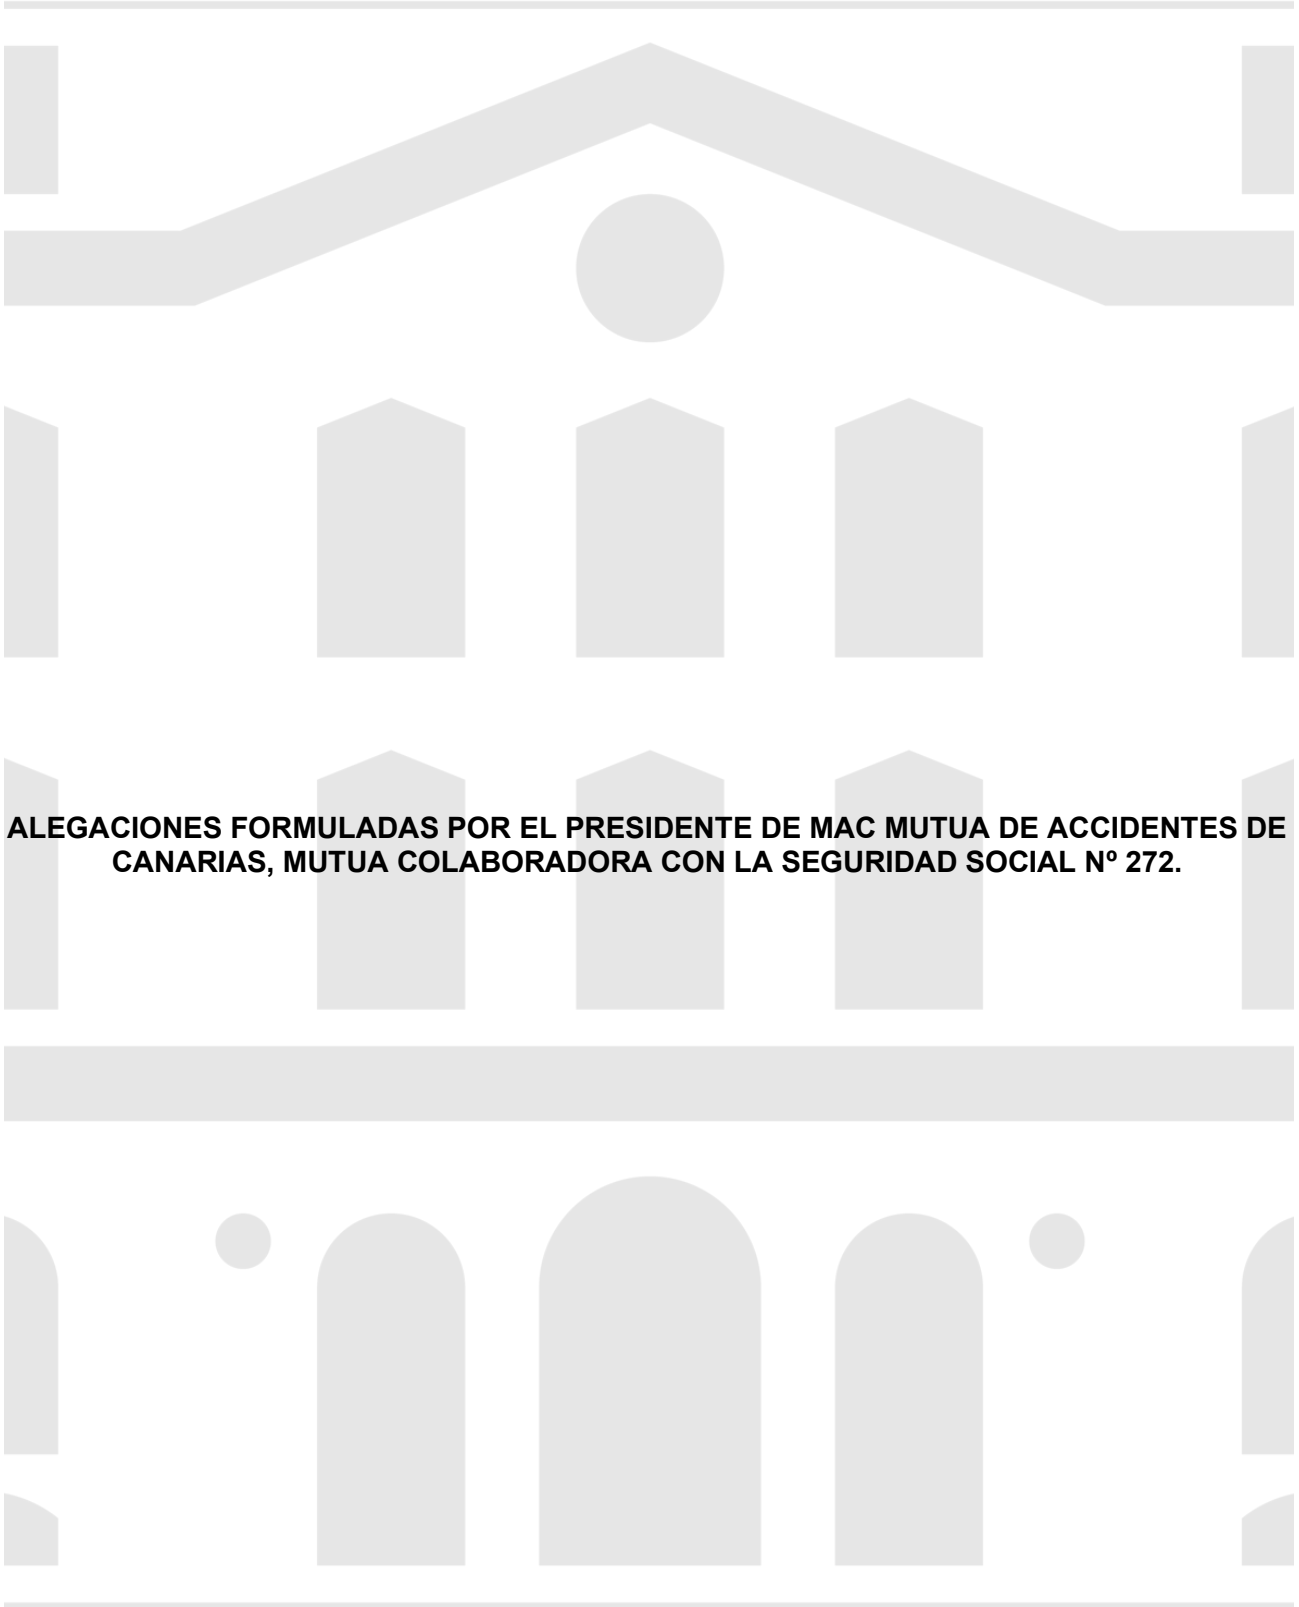 ALEGACIONES FORMULADAS POR EL PRESIDENTE DE MAC MUTUA DE ACCIDENTES DE
CANARIAS, MUTUA COLABORADORA CON LA SEGURIDAD SOCIAL Nº 272.